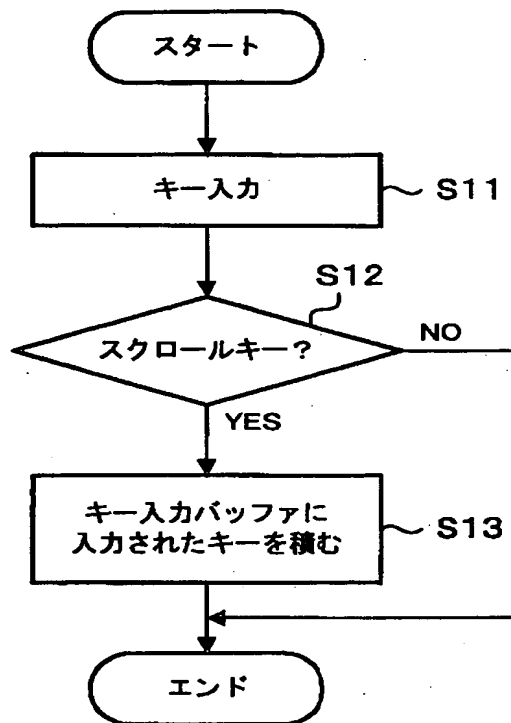 スタート
キー入力
S11
S12
スクロールキー？
NO
YES
キー入力バッファに
入力されたキーを積む
S13
エンド